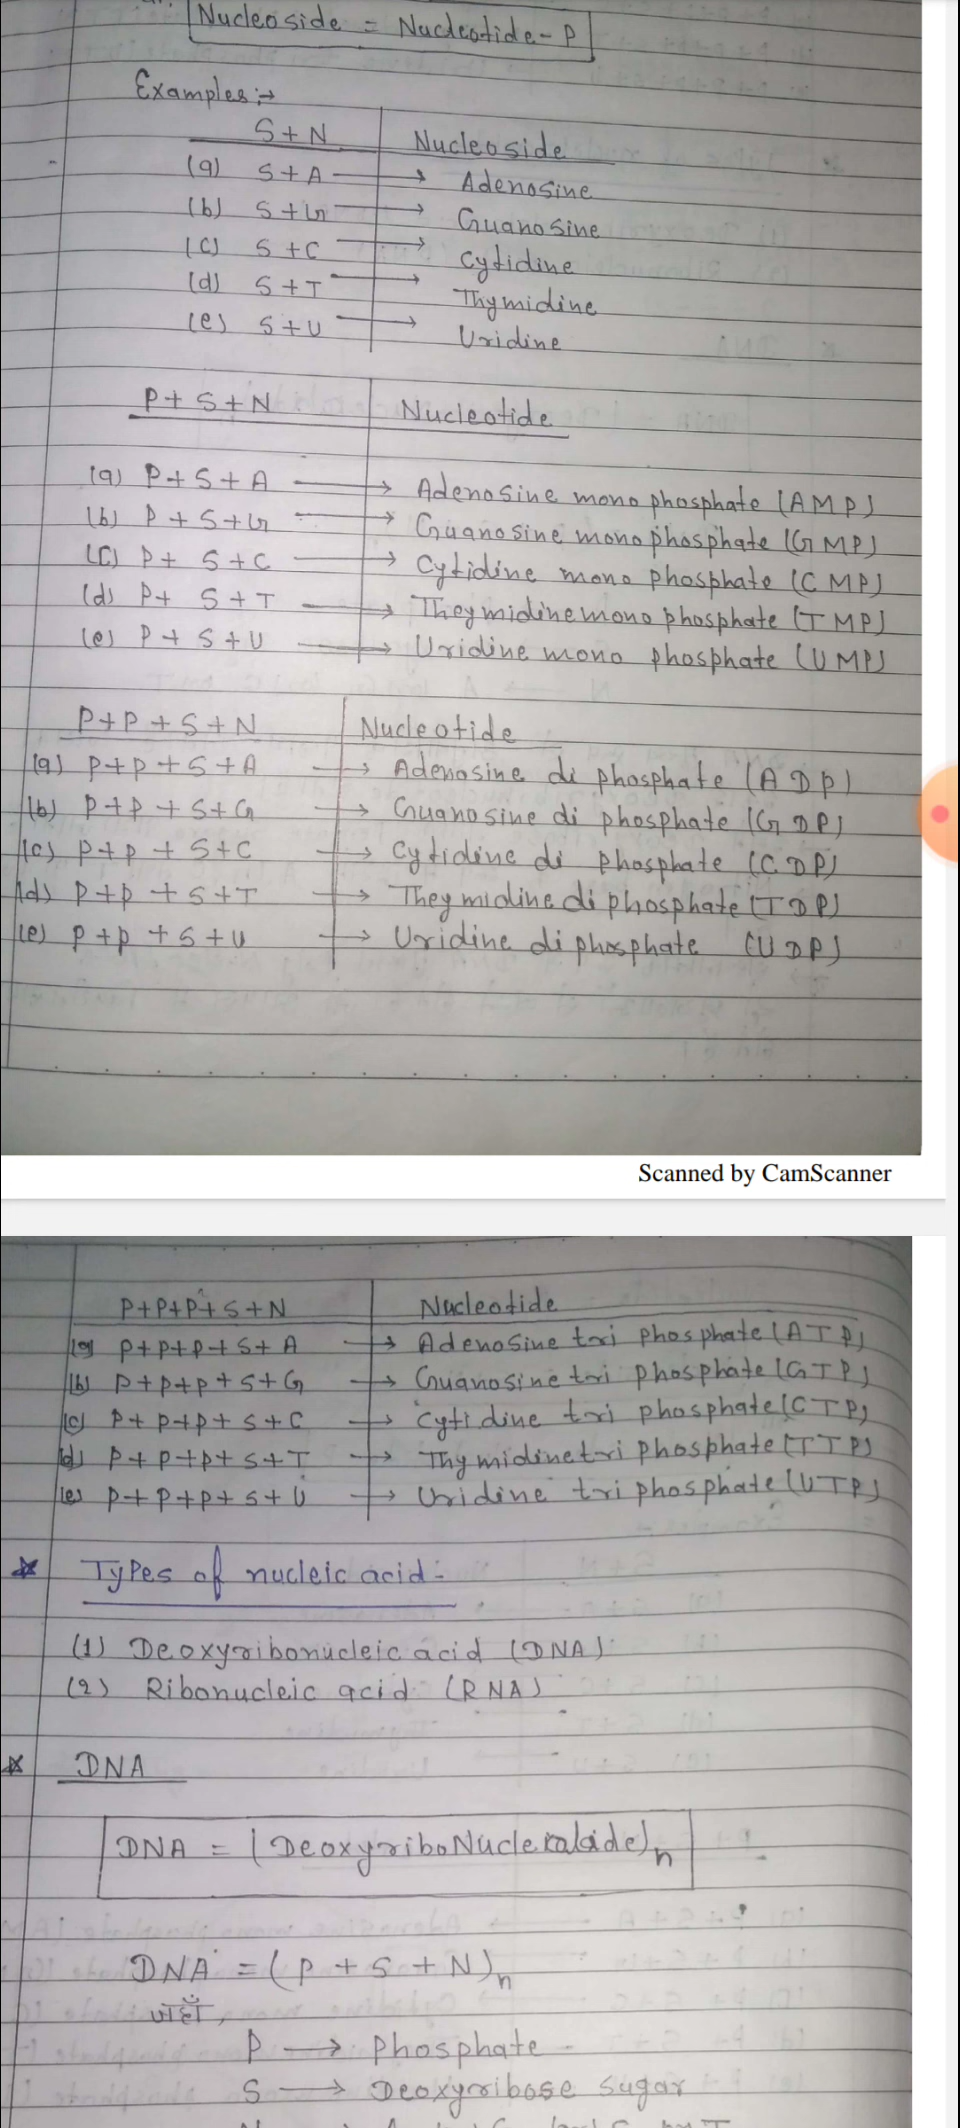 Nucleoside = Nucleotide - P
Examples :→
S + N Nucleoside
(a) S + A → Adenosine
(b) S + G → Guanosine
(c) S + C → Cytidine
(d) S + T → Thymidine
(e) S + U → Uridine
P + S + N Nucleotide
(a) P + S + A → Adenosine mono phosphate (AMP)
(b) P + S + G → Guanosine mono phosphate (GMP)
(c) P + S + C → Cytidine mono phosphate (CMP)
(d) P + S + T → Theymidine mono phosphate (TMP)
(e) P + S + U → Uridine mono phosphate (UMP)
P + P + S + N Nucleotide
(a) P + P + S + A → Adenosine di phosphate (ADP)
(b) P + P + S + G → Guanosine di phosphate (GDP)
(c) P + P + S + C → Cytidine di phosphate (CDP)
(d) P + P + S + T → Theymidine di phosphate (TDP)
(e) P + P + S + U → Uridine di phosphate (UDP)
Scanned by CamScanner
P + P + P + S + N Nucleotide
(a) P + P + P + S + A → Adenosine tri phosphate (ATP)
(b) P + P + P + S + G → Guanosine tri phosphate (GTP)
(c) P + P + P + S + C → Cytidine tri phosphate (CTP)
(d) P + P + P + S + T → Thymidine tri phosphate (TTP)
(e) P + P + P + S + U → Uridine tri phosphate (UTP)
Types of nucleic acid -
(1) Deoxyribonucleic acid (DNA)
(2) Ribonucleic acid (RNA)
DNA
DNA = ( )n
DNA = (P + S + N)n
जहाँ,
P → Phosphate
S → Deoxyribose sugar